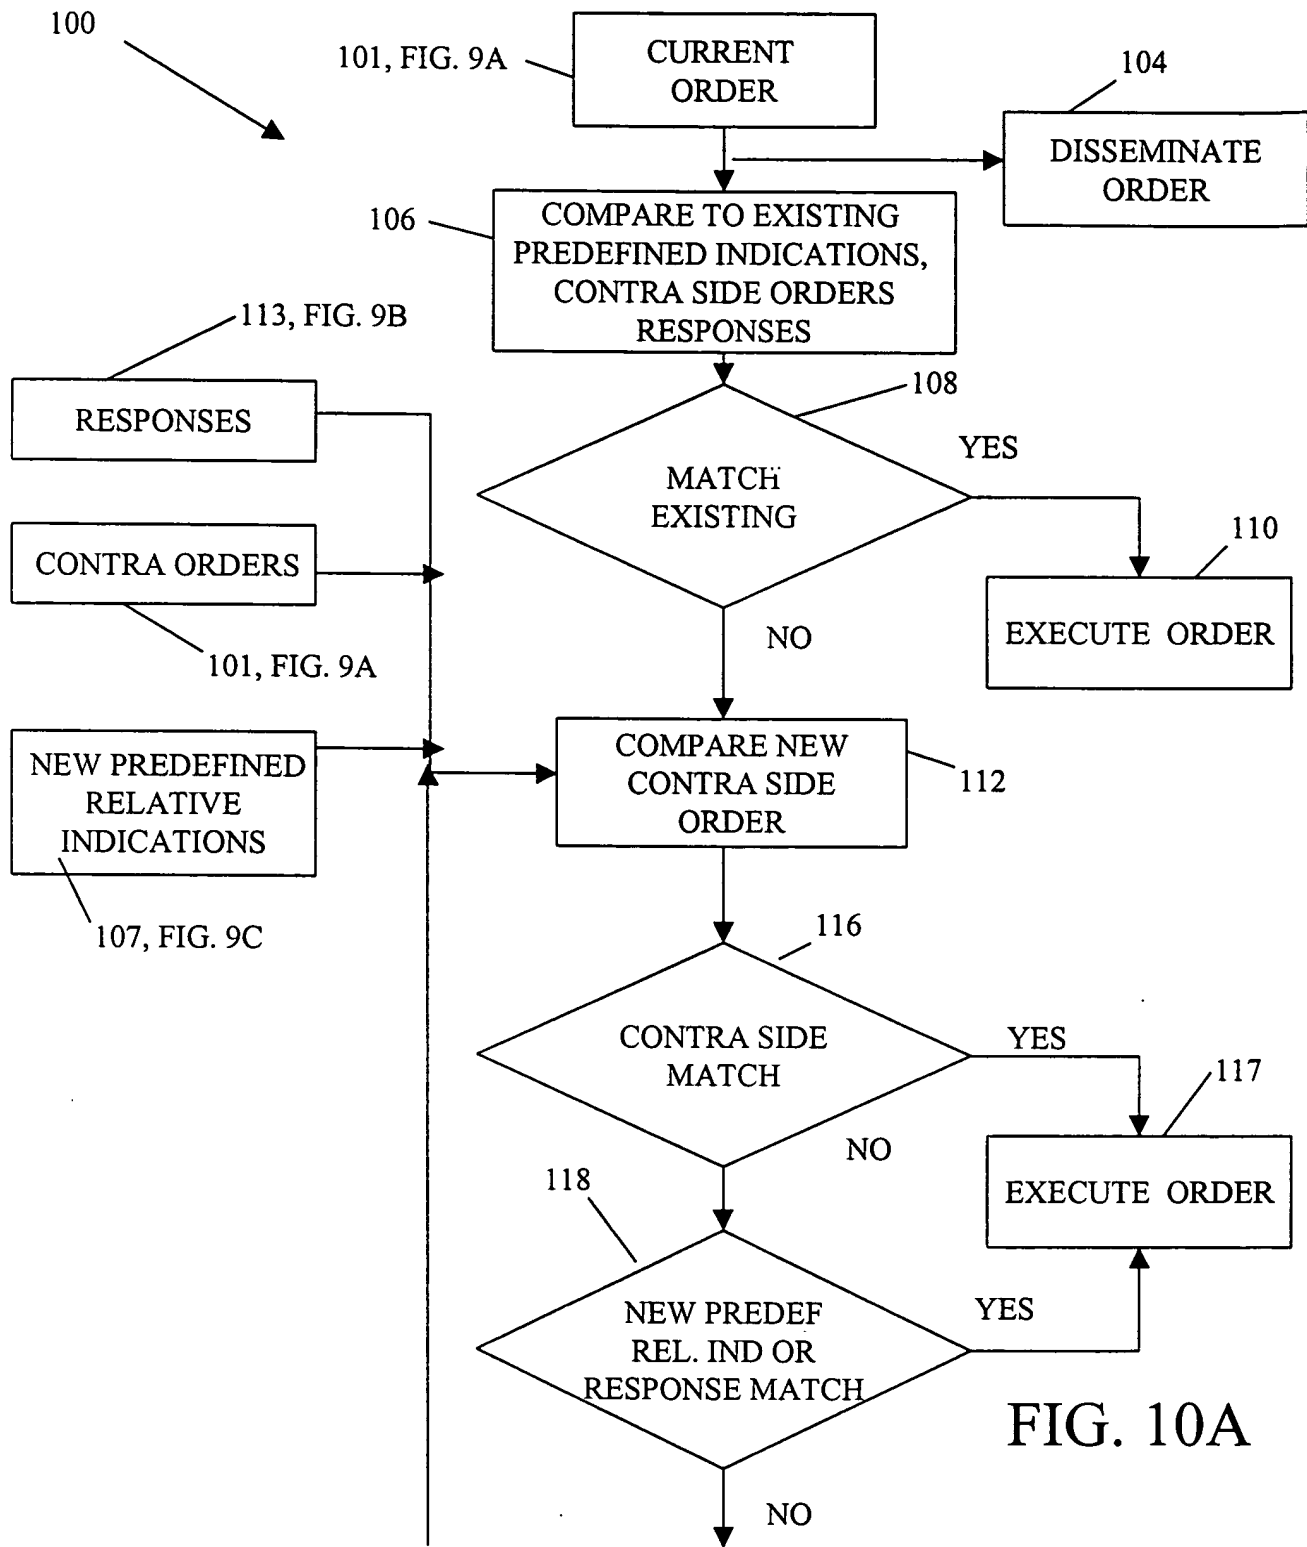 100
101, FIG. 9A
CURRENT
ORDER
104
DISSEMINATE
ORDER
106
COMPARE TO EXISTING
PREDEFINED INDICATIONS,
CONTRA SIDE ORDERS
RESPONSES
113, FIG. 9B
RESPONSES
108
MATCH
EXISTING
YES
110
EXECUTE ORDER
CONTRA ORDERS
101, FIG. 9A
NO
NEW PREDEFINED
RELATIVE
INDICATIONS
107, FIG. 9C
COMPARE NEW
CONTRA SIDE
ORDER
112
116
CONTRA SIDE
MATCH
YES
117
EXECUTE ORDER
NO
118
NEW PREDEF
REL. IND OR
RESPONSE MATCH
YES
FIG. 10A
NO